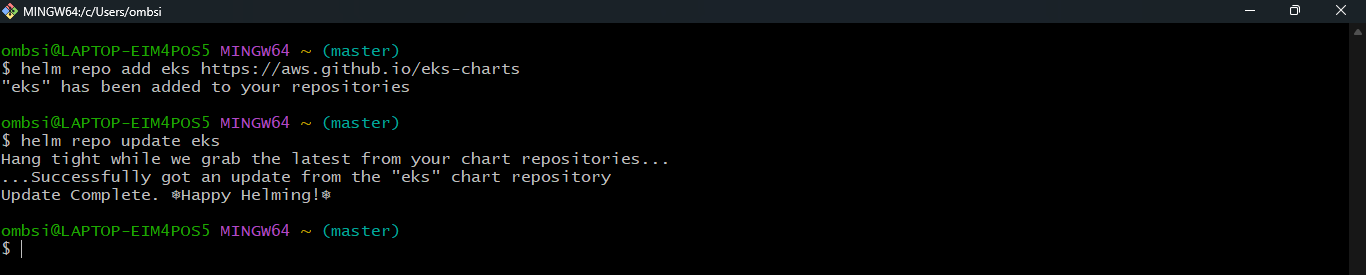 MINGW64:/c/Users/ombsi
ombsi@LAPTOP-EIM4POS5 MINGW64 ~ (master)
$ helm repo add eks https://aws.github.io/eks-charts
"eks" has been added to your repositories
ombsi@LAPTOP-EIM4POS5 MINGW64 ~ (master)
$ helm repo update eks
Hang tight while we grab the latest from your chart repositories...
...Successfully got an update from the "eks" chart repository
Update Complete. ⎈Happy Helming!⎈
ombsi@LAPTOP-EIM4POS5 MINGW64 ~ (master)
$